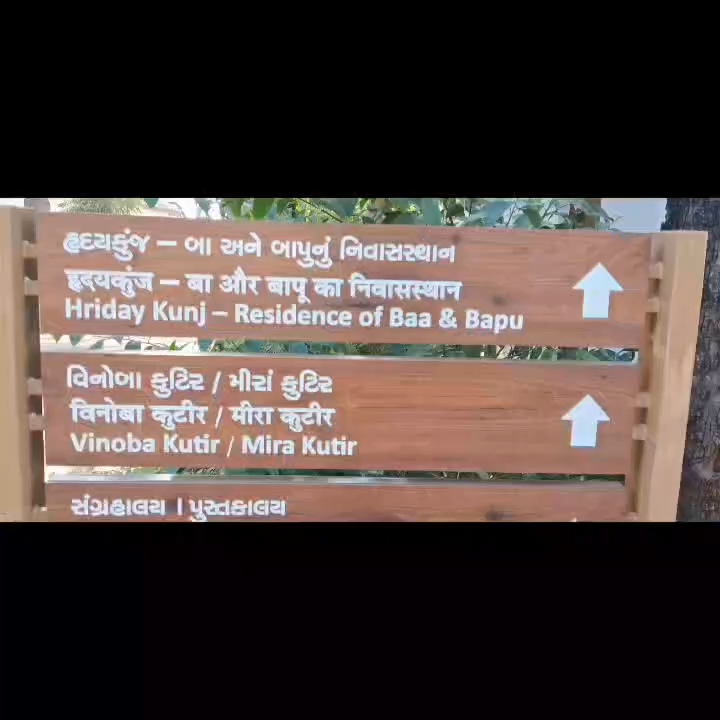 હૃદયકુંજ – બા અને બાપુનું નિવાસસ્થાન
हृदयकुंज – बा और बापू का निवासस्थान
Hriday Kunj – Residence of Baa & Bapu
વિનોબા કુટિર / મીરાં કુટિર
विनोबा कुटीर / मीरा कुटीर
Vinoba Kutir / Mira Kutir
સંગ્રહાલય | પુસ્તકાલય